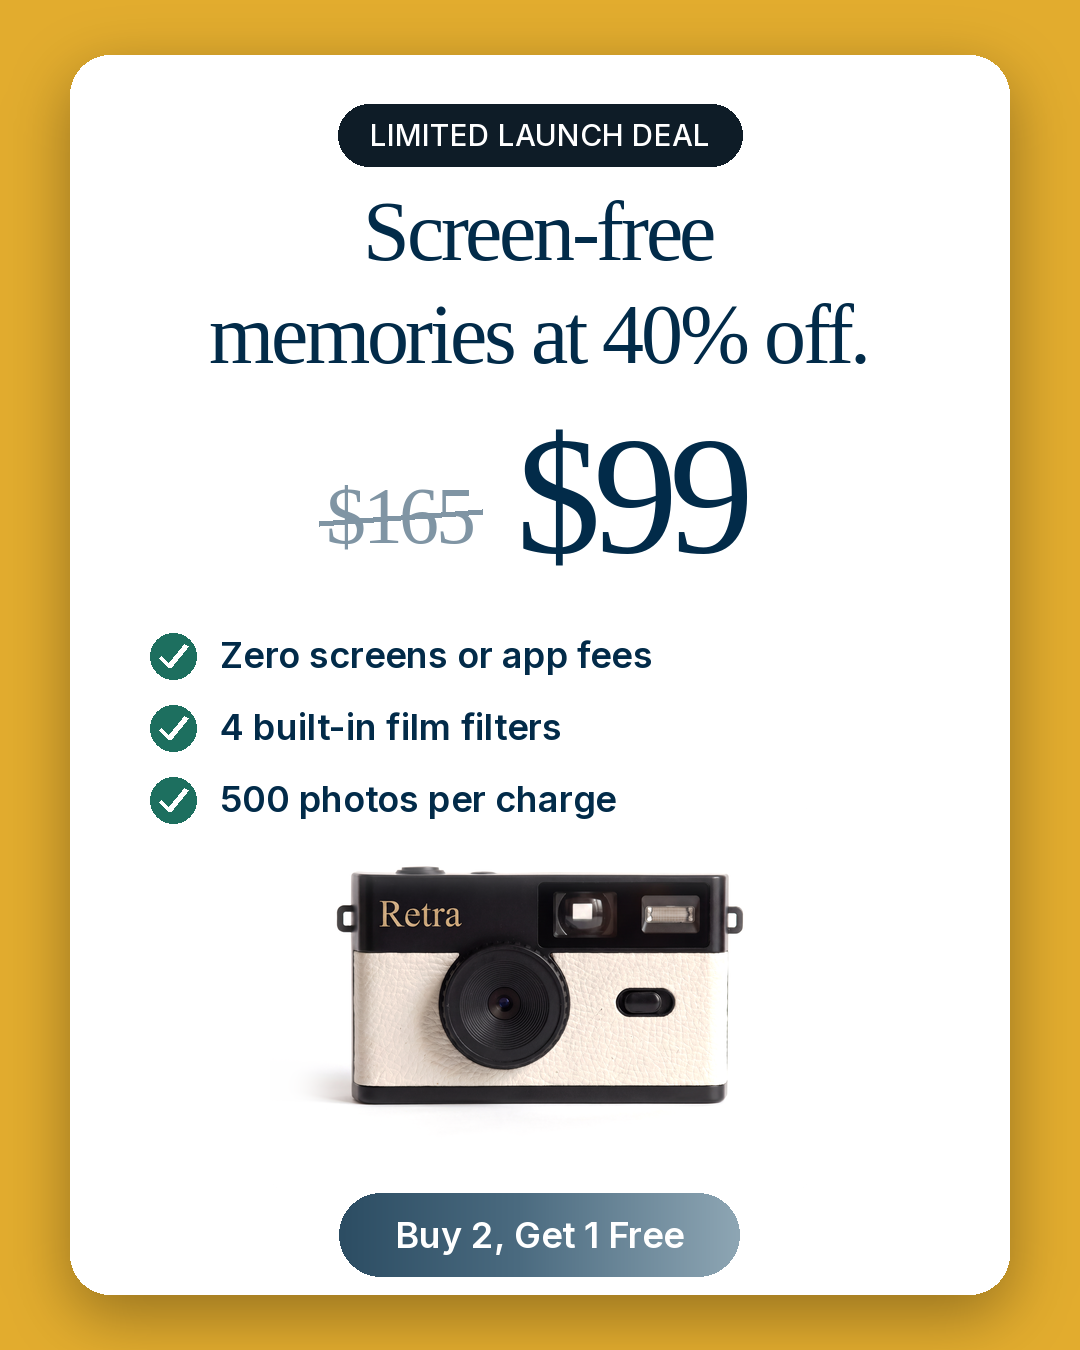 LIMITED LAUNCH DEAL
Screen-free
memories at 40% off.
$165 $99
Zero screens or app fees
4 built-in film filters
500 photos per charge
Retra
Buy 2, Get 1 Free